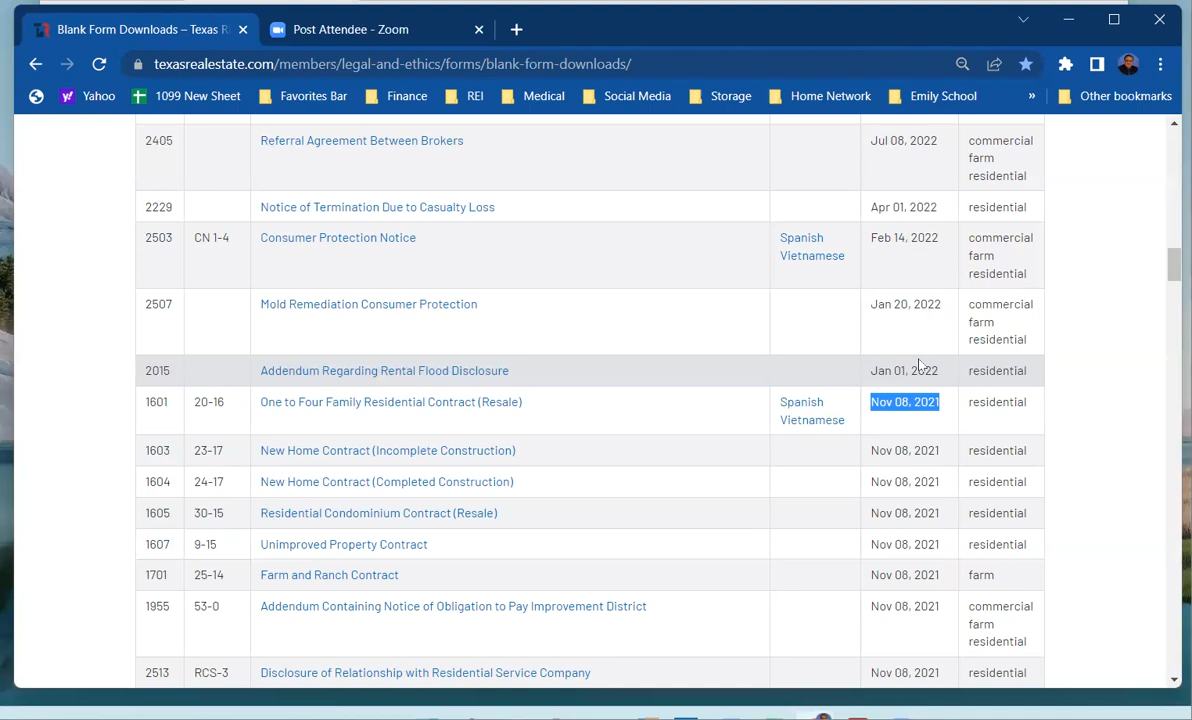 Blank Form Downloads – Texas R
Post Attendee - Zoom
texasrealestate.com/members/legal-and-ethics/forms/blank-form-downloads/
Yahoo
1099 New Sheet
Favorites Bar
Finance
REI
Medical
Social Media
Storage
Home Network
Emily School
»
Other bookmarks
2405 Referral Agreement Between Brokers Jul 08, 2022 commercial
farm
residential
2229 Notice of Termination Due to Casualty Loss Apr 01, 2022 residential
2503 CN 1-4 Consumer Protection Notice Spanish Feb 14, 2022 commercial
Vietnamese farm
residential
2507 Mold Remediation Consumer Protection Jan 20, 2022 commercial
farm
residential
2015 Addendum Regarding Rental Flood Disclosure Jan 01, 2022 residential
1601 20-16 One to Four Family Residential Contract (Resale) Spanish Nov 08, 2021 residential
Vietnamese
1603 23-17 New Home Contract (Incomplete Construction) Nov 08, 2021 residential
1604 24-17 New Home Contract (Completed Construction) Nov 08, 2021 residential
1605 30-15 Residential Condominium Contract (Resale) Nov 08, 2021 residential
1607 9-15 Unimproved Property Contract Nov 08, 2021 residential
1701 25-14 Farm and Ranch Contract Nov 08, 2021 farm
1955 53-0 Addendum Containing Notice of Obligation to Pay Improvement District Nov 08, 2021 commercial
farm
residential
2513 RCS-3 Disclosure of Relationship with Residential Service Company Nov 08, 2021 residential